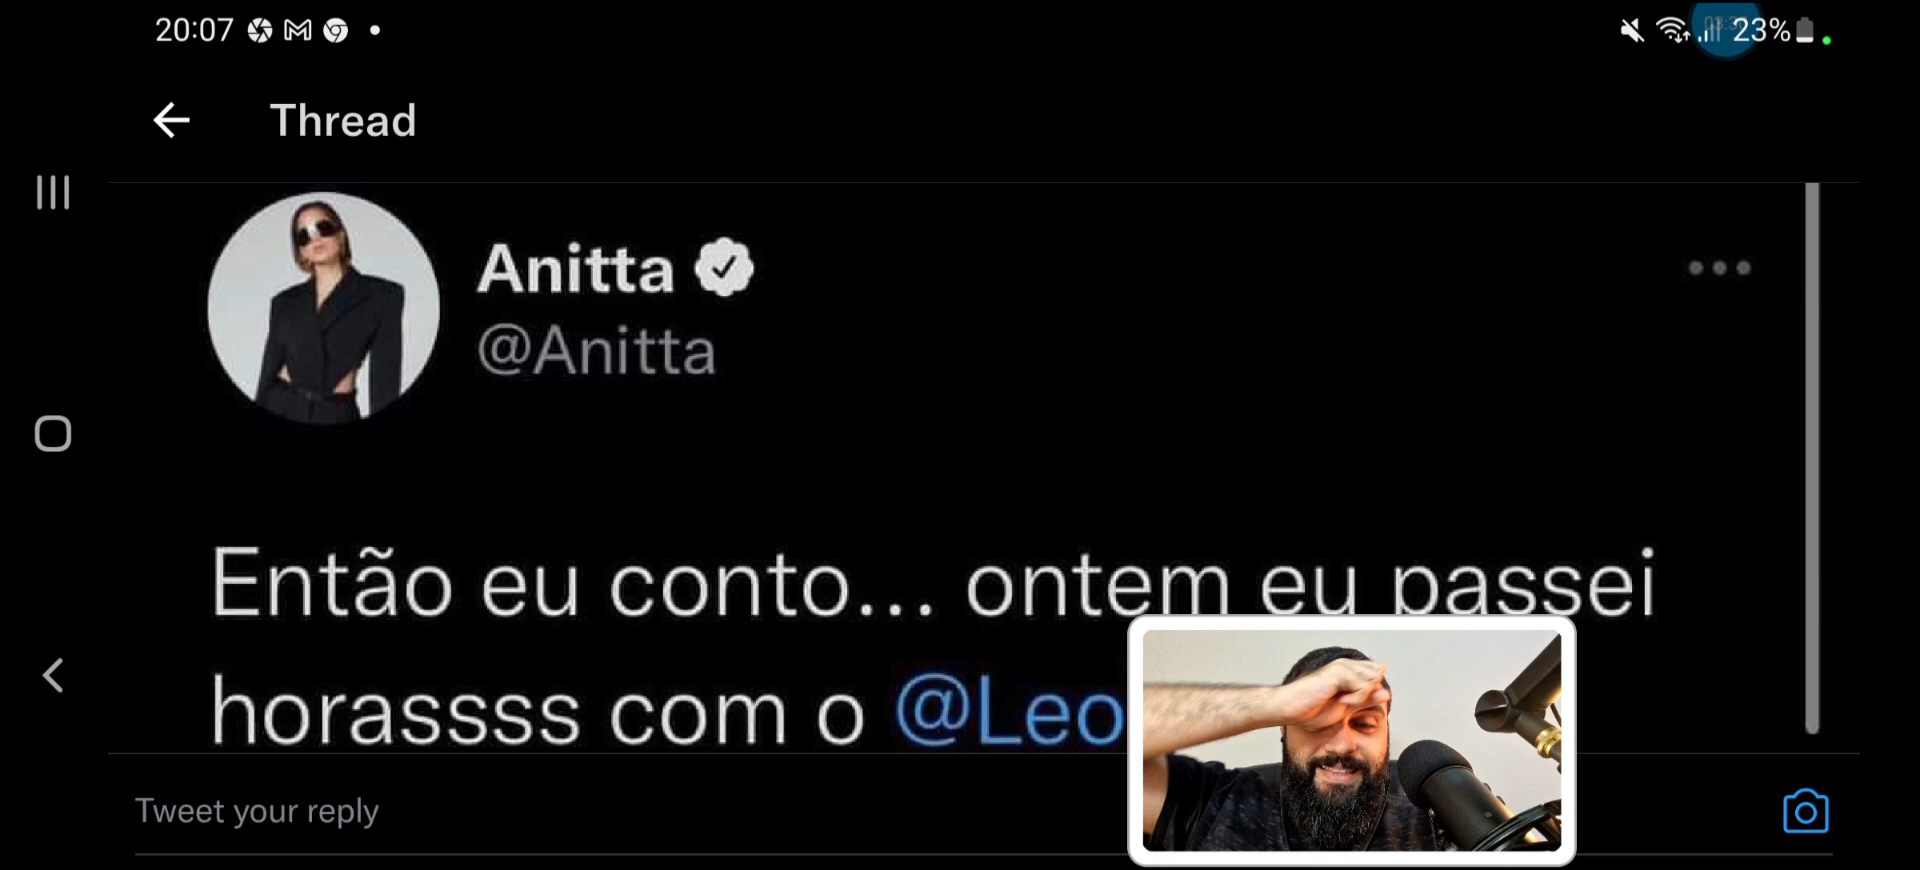 20:07
23%
Thread
Anitta
@Anitta
Então eu conto... ontem eu passei
horassss com o @Leo
Tweet your reply